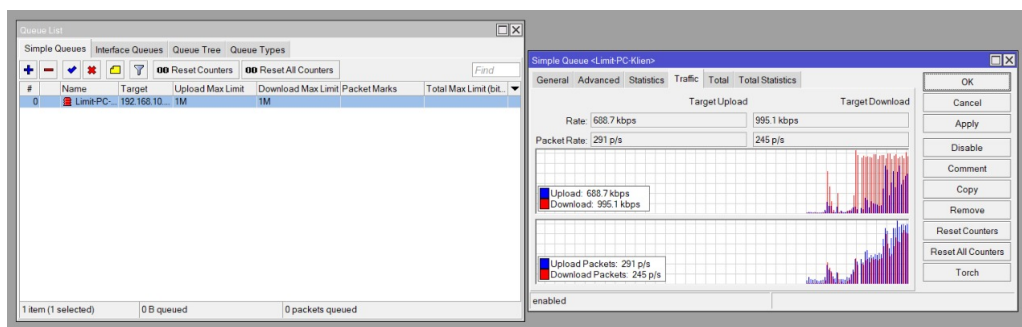 Queue List
Simple Queues Interface Queues Queue Tree Queue Types
00 Reset Counters 00 Reset All Counters Find
# Name Target Upload Max Limit Download Max Limit Packet Marks Total Max Limit (bit...
0 Limit-PC-... 192.168.10... 1M 1M
1 item (1 selected) 0 B queued 0 packets queued
Simple Queue <Limit-PC-Klien>
General Advanced Statistics Traffic Total Total Statistics
Target Upload Target Download
Rate: 688.7 kbps 995.1 kbps
Packet Rate: 291 p/s 245 p/s
Upload: 688.7 kbps
Download: 995.1 kbps
Upload Packets: 291 p/s
Download Packets: 245 p/s
enabled
OK
Cancel
Apply
Disable
Comment
Copy
Remove
Reset Counters
Reset All Counters
Torch